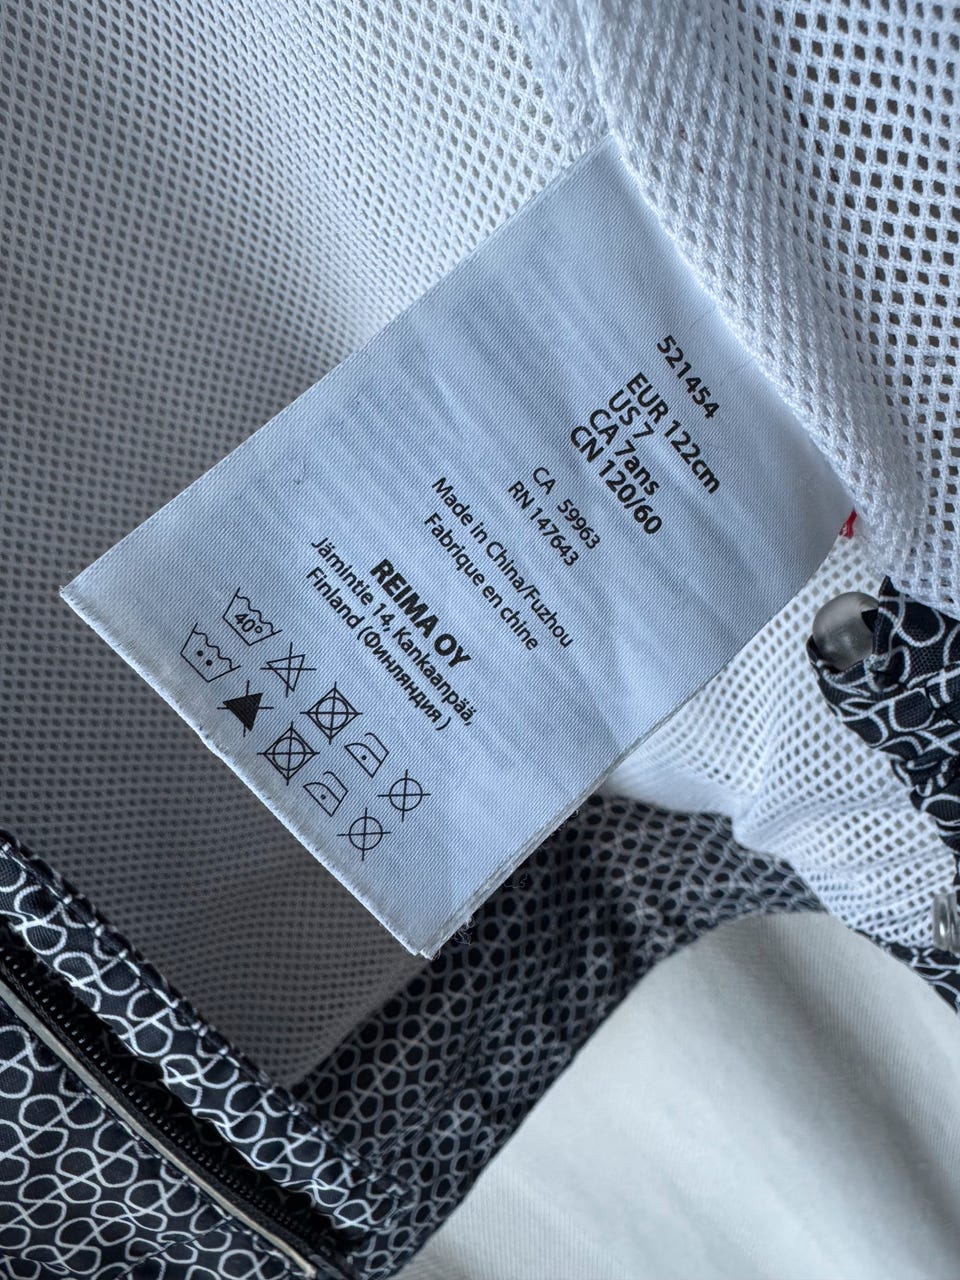 521454
EUR 122cm
US 7
CA 7ans
CN 120/60
CA 59963
RN 147643
Made in China/Fuzhou
Fabrique en chine
REIMA OY
Jämintie 14, Kankaanpää,
Finland (Финляндия)
40°